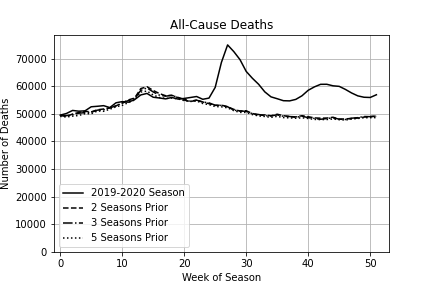 All-Cause Deaths
Number of Deaths
70000
60000
50000
40000
30000
20000
10000
0
2019-2020 Season
2 Seasons Prior
3 Seasons Prior
5 Seasons Prior
0 10 20 30 40 50
Week of Season